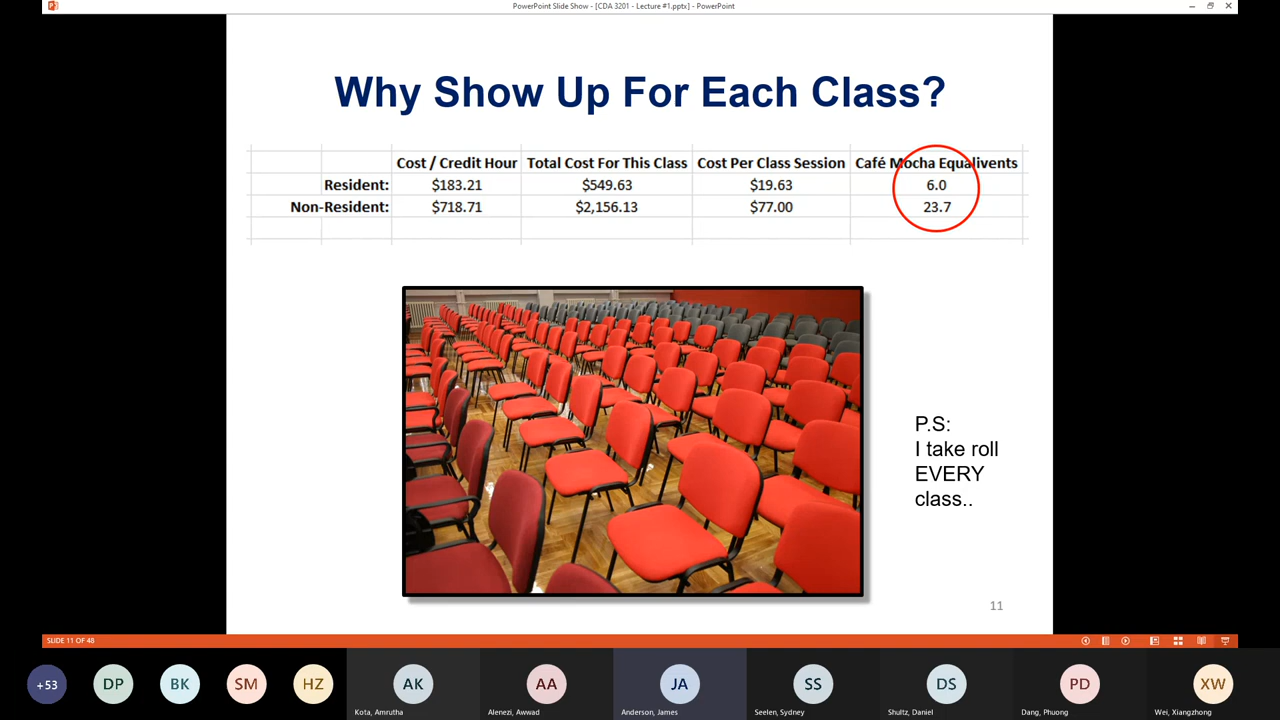 PowerPoint Slide Show - [CDA 3201 - Lecture #1.pptx] - PowerPoint
Why Show Up For Each Class?
Cost / Credit Hour Total Cost For This Class Cost Per Class Session Café Mocha Equalivents
Resident: $183.21 $549.63 $19.63 6.0
Non-Resident: $718.71 $2,156.13 $77.00 23.7
P.S:
I take roll
EVERY
class..
11
SLIDE 11 OF 48
+53 DP BK SM HZ AK AA JA SS DS PD XW
Kota, Amrutha Alenezi, Awwad Anderson, James Seelen, Sydney Shultz, Daniel Dang, Phuong Wei, Xiangzhong